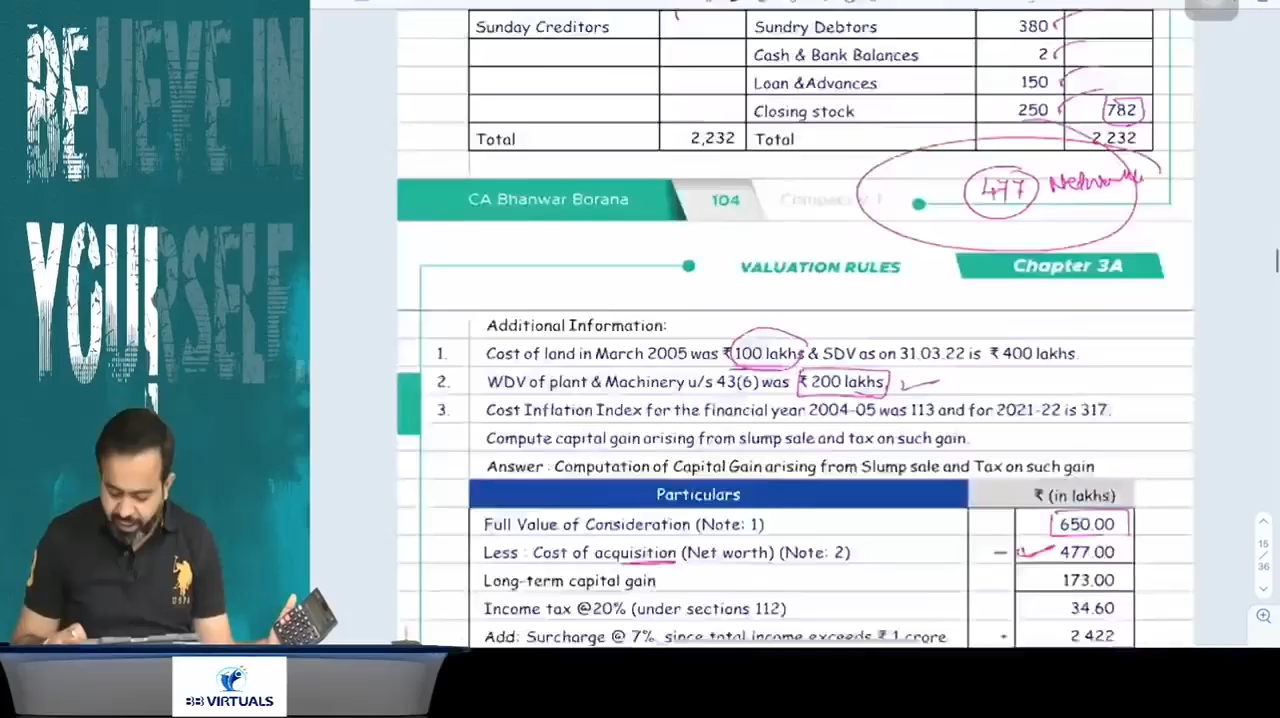 BELIEVE IN
YOURSELF
Sunday Creditors Sundry Debtors 380
Cash & Bank Balances 2
Loan &Advances 150
Closing stock 250 782
Total 2,232 Total 2,232
CA Bhanwar Borana 104
477
VALUATION RULES Chapter 3A
Additional Information:
1. Cost of land in March 2005 was ₹ 100 lakhs & SDV as on 31.03.22 is ₹ 400 lakhs.
2. WDV of plant & Machinery u/s 43(6) was ₹ 200 lakhs
3. Cost Inflation Index for the financial year 2004-05 was 113 and for 2021-22 is 317.
Compute capital gain arising from slump sale and tax on such gain.
Answer : Computation of Capital Gain arising from Slump sale and Tax on such gain
Particulars ₹ (in lakhs)
Full Value of Consideration (Note: 1) 650.00
Less : Cost of acquisition (Net worth) (Note: 2) 477.00
Long-term capital gain 173.00
Income tax @20% (under sections 112) 34.60
Add: Surcharge @ 7% since total income exceeds ₹ 1 crore 2.422
15
/
36
BB VIRTUALS